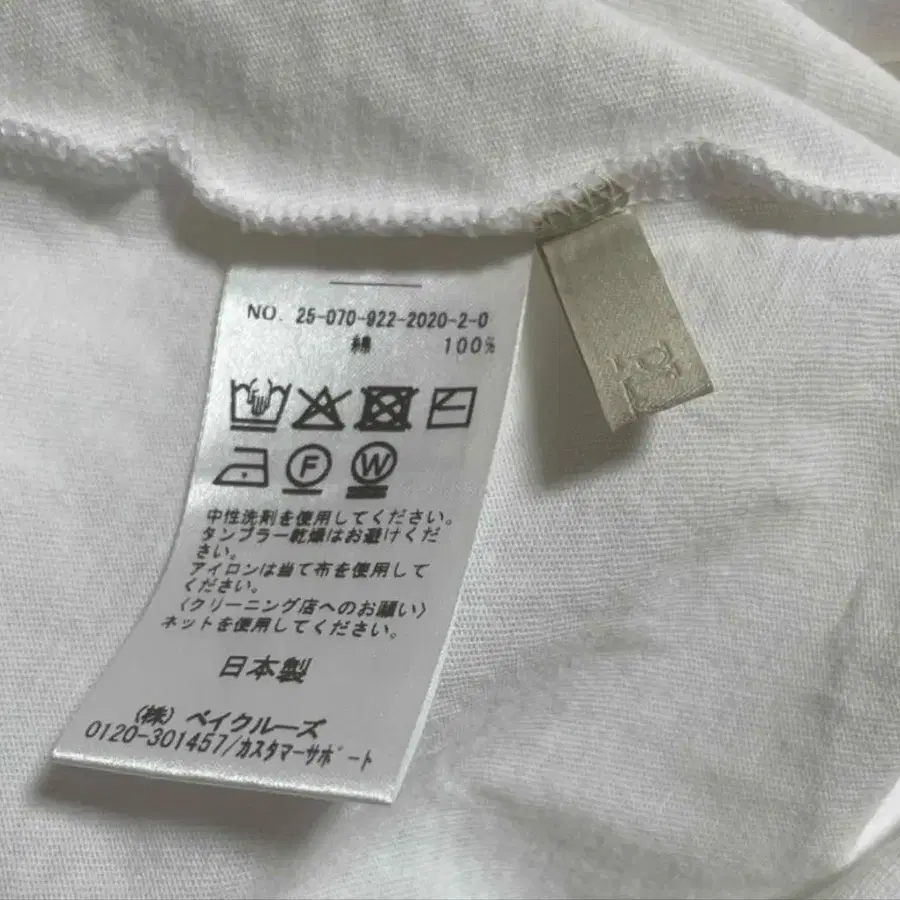 NO. 25-070-922-2020-2-0
綿 100%
F W
中性洗剤を使用してください。
タンブラー乾燥はお避けくだ
さい。
アイロンは当て布を使用して
ください。
〈クリーニング店へのお願い〉
ネットを使用してください。
日本製
(株) ベイクルーズ
0120-301457/カスタマーサポート